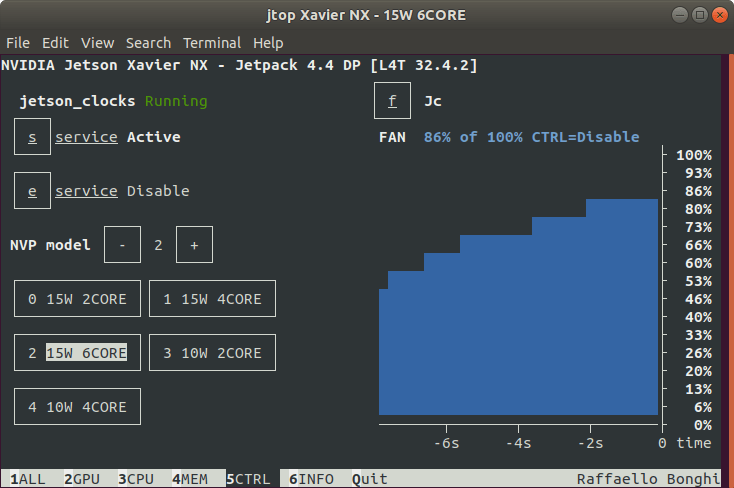 jtop Xavier NX - 15W 6CORE
File Edit View Search Terminal Help
NVIDIA Jetson Xavier NX - Jetpack 4.4 DP [L4T 32.4.2]
jetson_clocks Running
s service Active
e service Disable
NVP model - 2 +
0 15W 2CORE 1 15W 4CORE
2 15W 6CORE 3 10W 2CORE
4 10W 4CORE
f Jc
FAN 86% of 100% CTRL=Disable
100%
93%
86%
80%
73%
66%
60%
53%
46%
40%
33%
26%
20%
13%
6%
0%
-6s -4s -2s 0 time
1ALL 2GPU 3CPU 4MEM 5CTRL 6INFO Quit Raffaello Bonghi